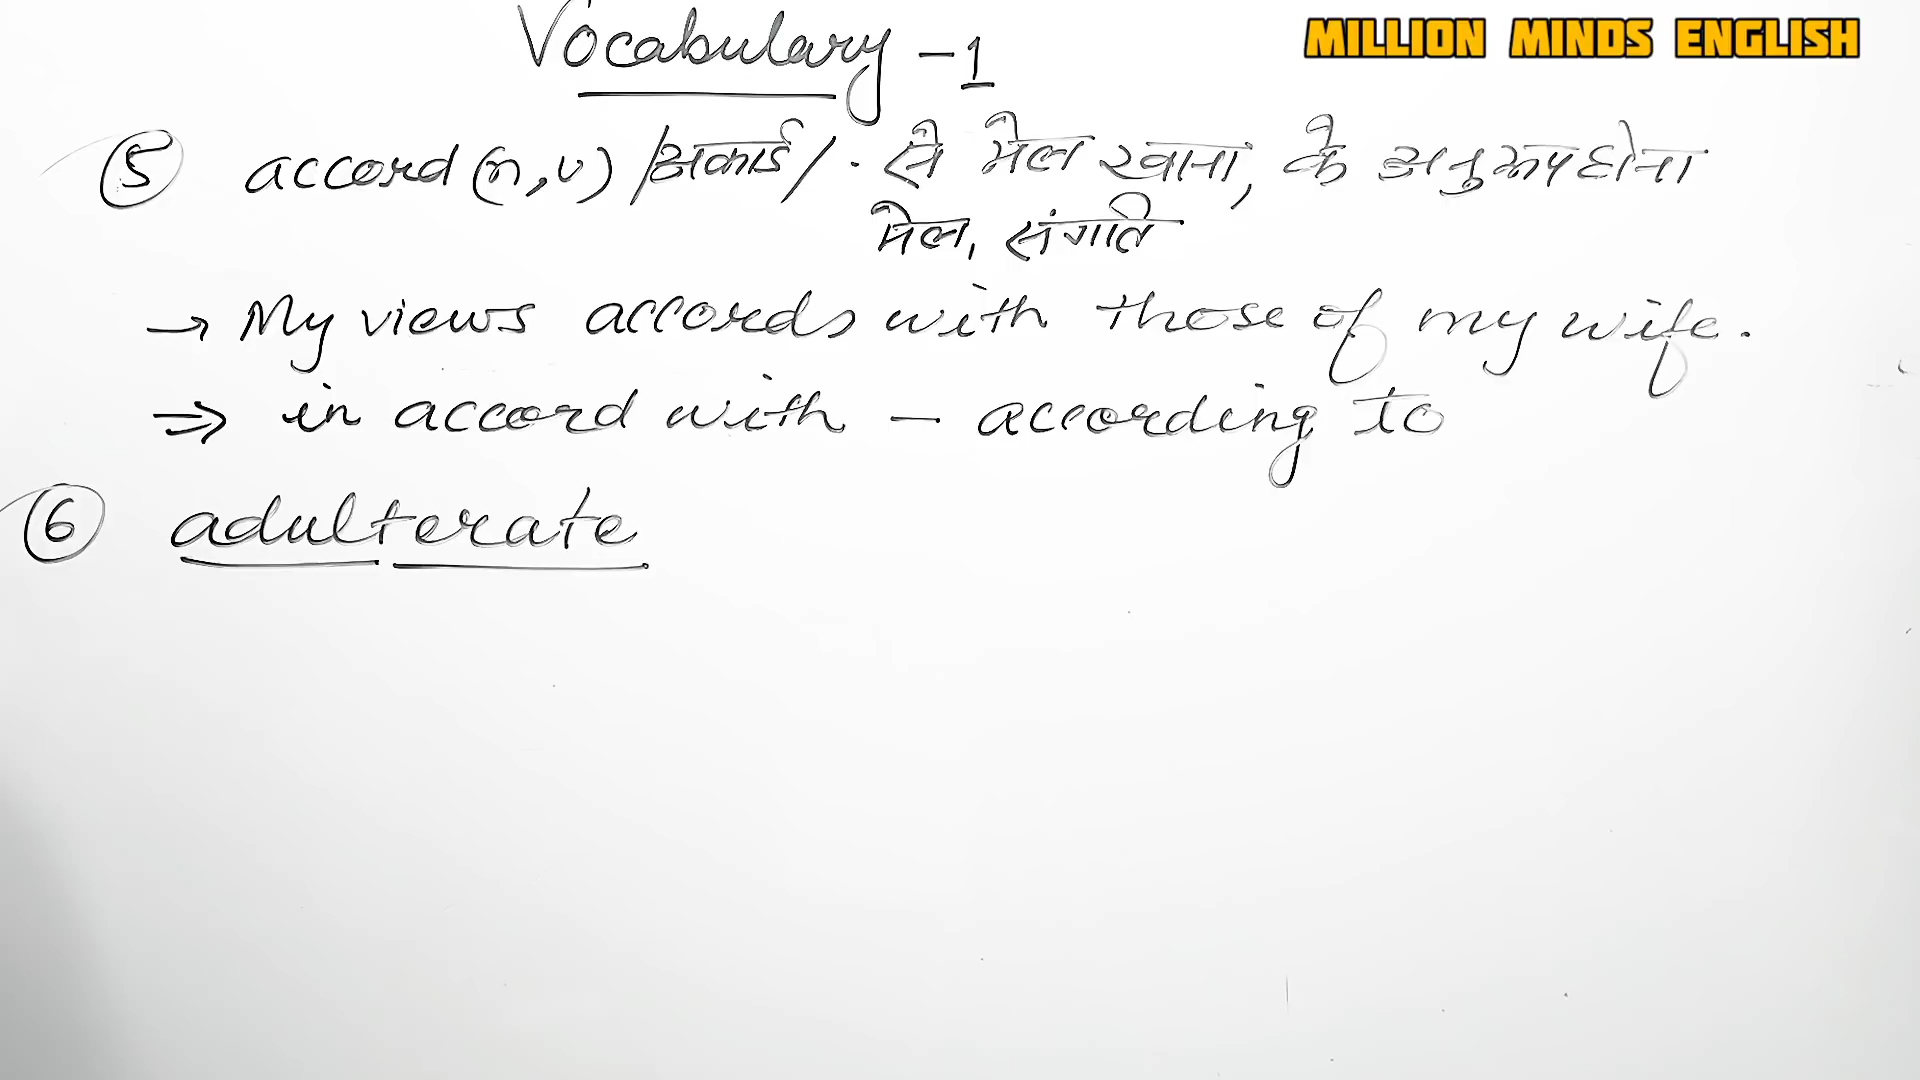 Vocabulary - 1
MILLION MINDS ENGLISH
5 accord (n, v) /अकार्ड/ . से मेल खाना, के अनुरूप होना
मेल, संगति
→ My views accords with those of my wife.
⇒ in accord with – according to
6 adulterate